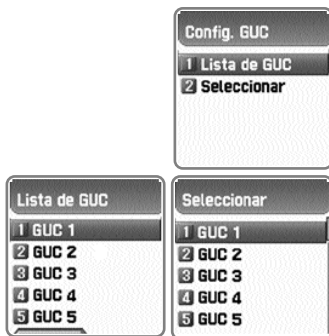 Config. GUC
1 Lista de GUC
2 Seleccionar
Lista de GUC
1 GUC 1
2 GUC 2
3 GUC 3
4 GUC 4
5 GUC 5
Seleccionar
1 GUC 1
2 GUC 2
3 GUC 3
4 GUC 4
5 GUC 5